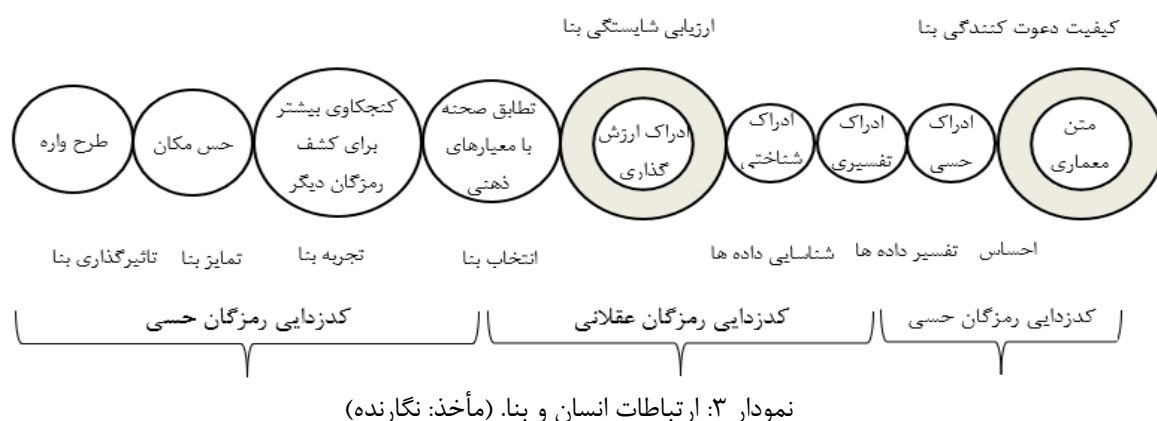 کیفیت دعوت کنندگی بنا
ارزیابی شایستگی بنا
متن
معماری
ادراک
حسی
ادراک
تفسیری
ادراک
شناختی
ادراک ارزش
گذاری
تطابق صحنه
با معیارهای
ذهنی
کنجکاوی بیشتر
برای کشف
رمزگان دیگر
حس مکان
طرح واره
احساس
تفسیر داده ها
شناسایی داده ها
انتخاب بنا
تجربه بنا
تمایز بنا
تاثیرگذاری بنا
کدزدایی رمزگان حسی
کدزدایی رمزگان عقلانی
کدزدایی رمزگان حسی
نمودار ۳: ارتباطات انسان و بنا. (مأخذ: نگارنده)